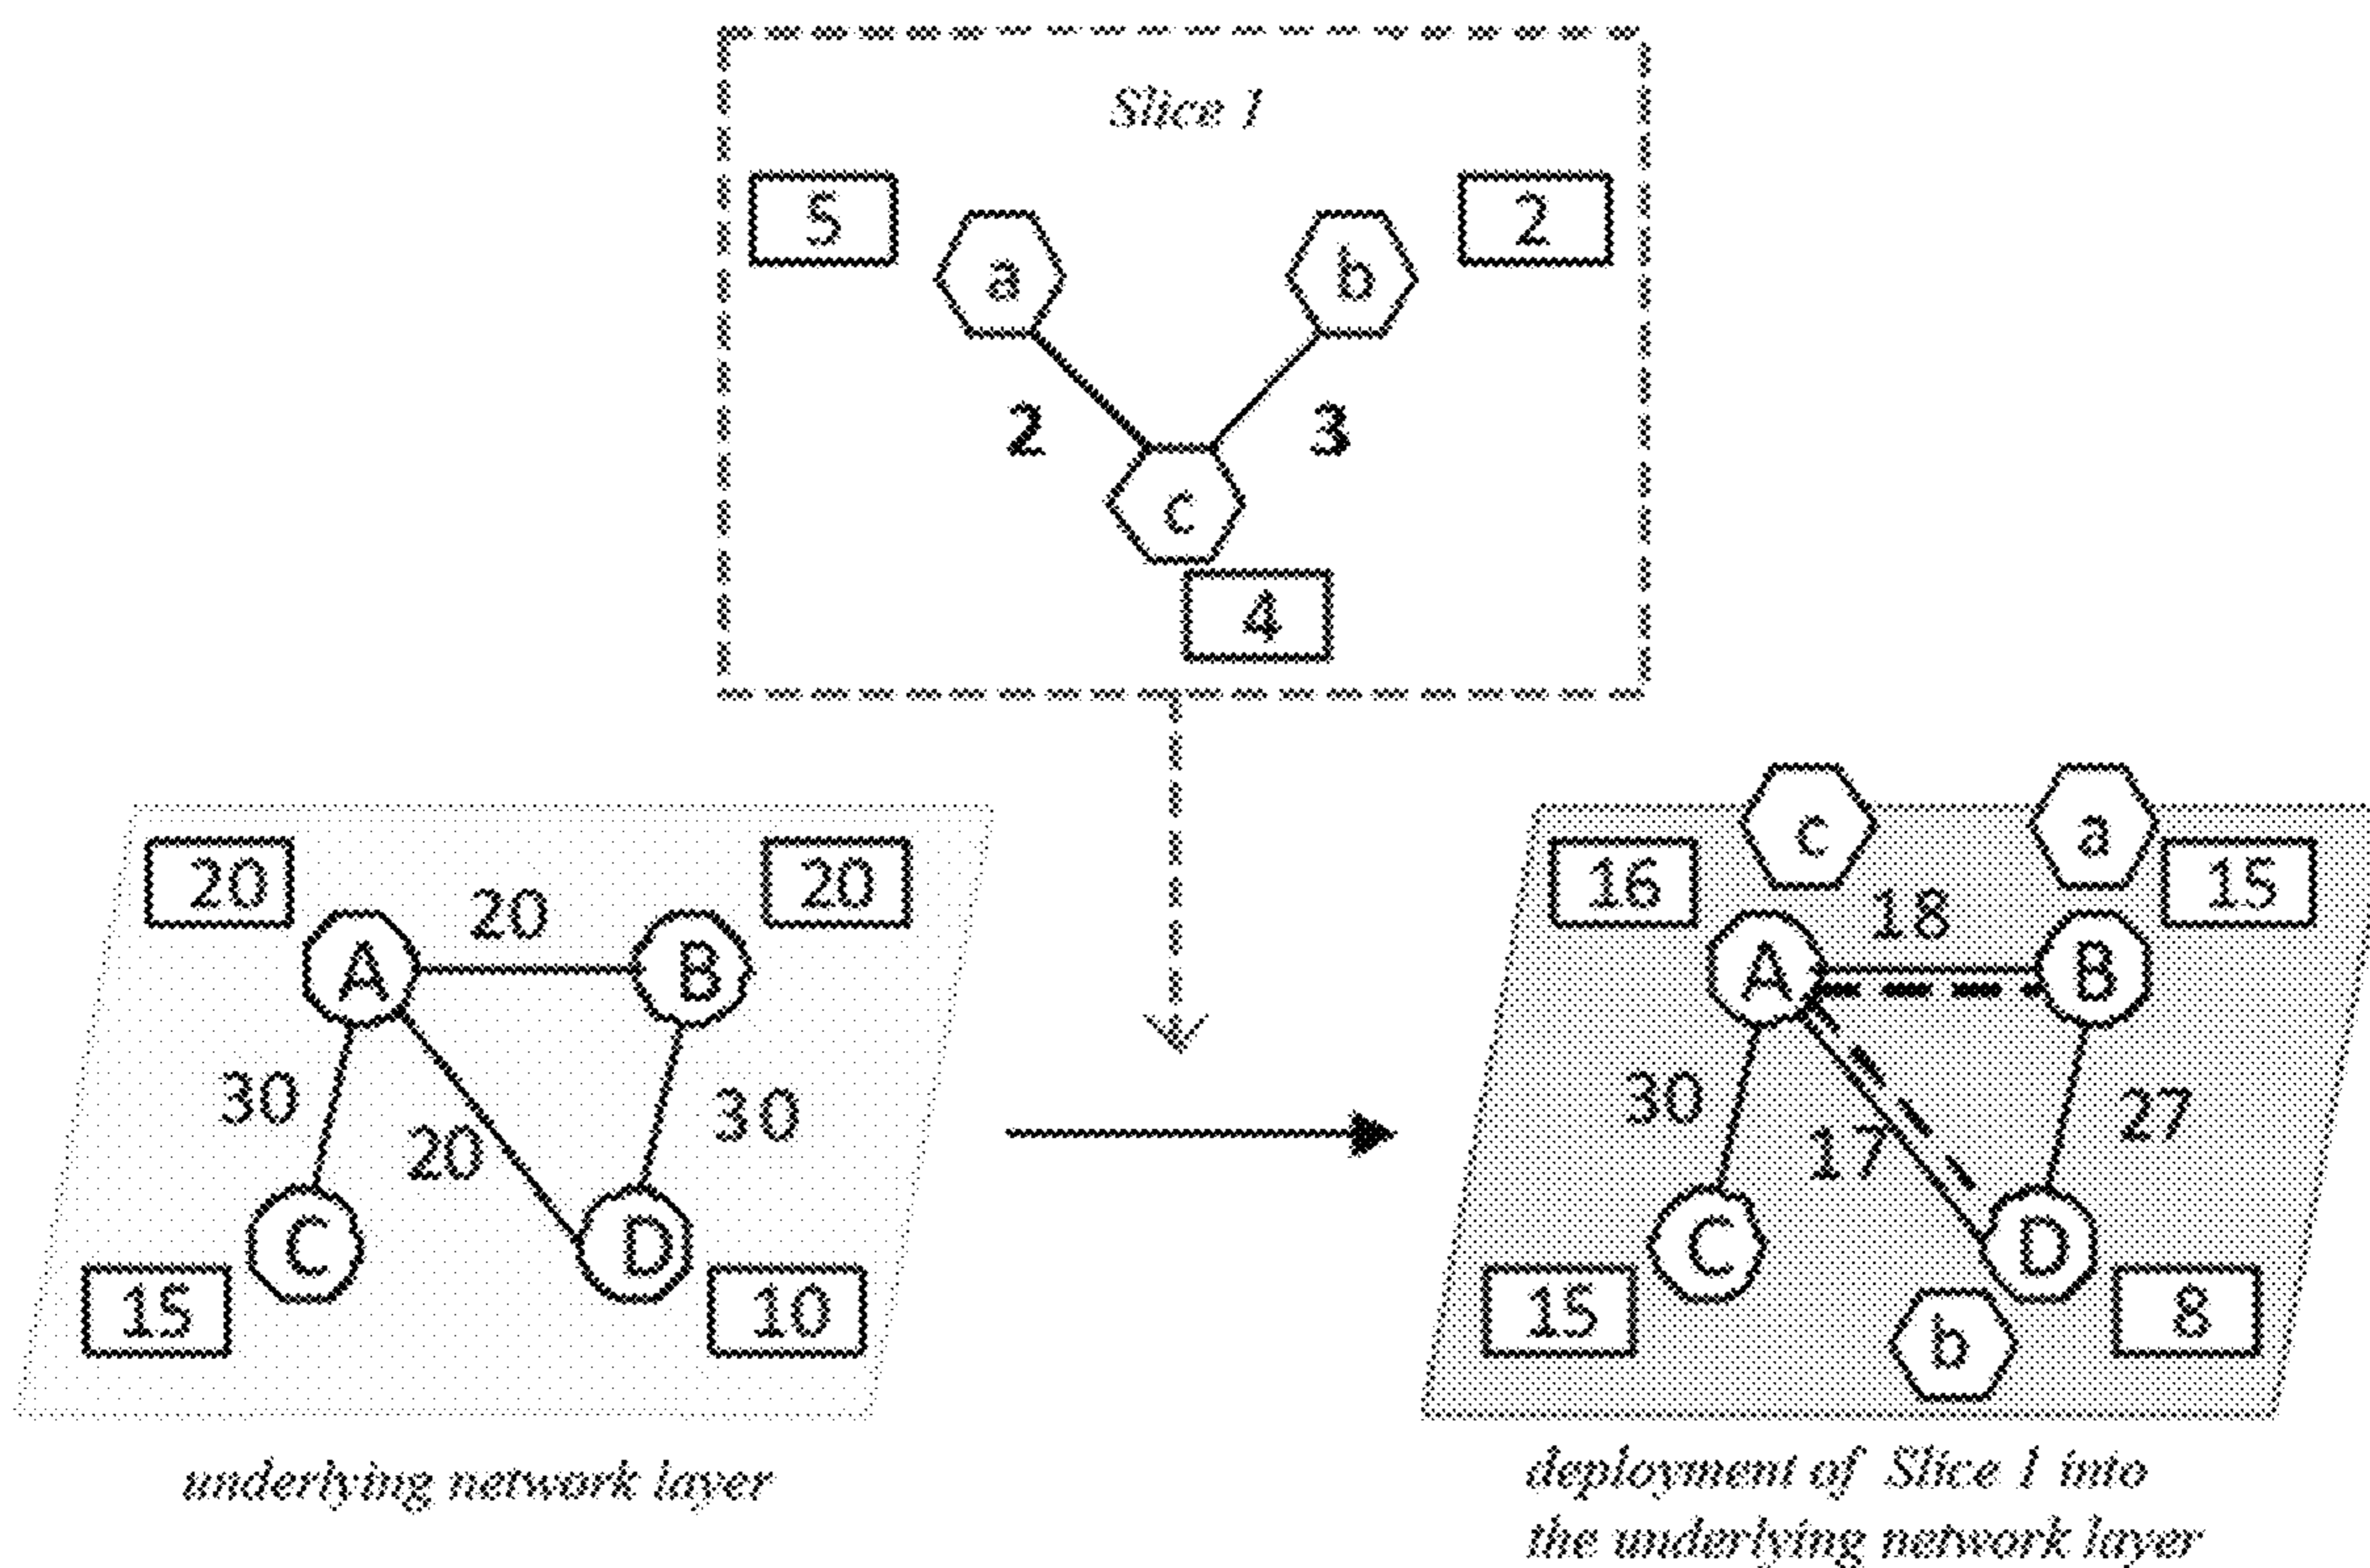 Slice 1
5
2
a
b
2
3
c
4
c
a
20
20
20
16
18
15
A
B
A
B
30
20
30
30
17
27
C
D
C
D
15
10
15
b
8
underlying network layer
deployment of Slice 1 into
the underlying network layer